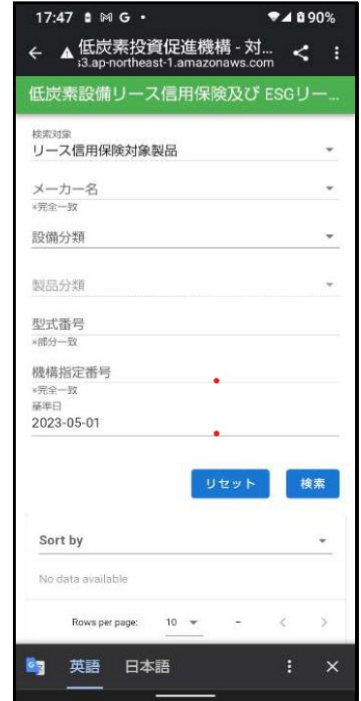 17:47 M G • 90%
低炭素投資促進機構 - 対...
s3.ap-northeast-1.amazonaws.com
低炭素設備リース信用保険及び ESGリー...
検索対象
リース信用保険対象製品
メーカー名
*完全一致
設備分類
製品分類
型式番号
*部分一致
機構指定番号
*完全一致
基準日
2023-05-01
リセット 検索
Sort by
No data available
Rows per page: 10 –
英語 日本語